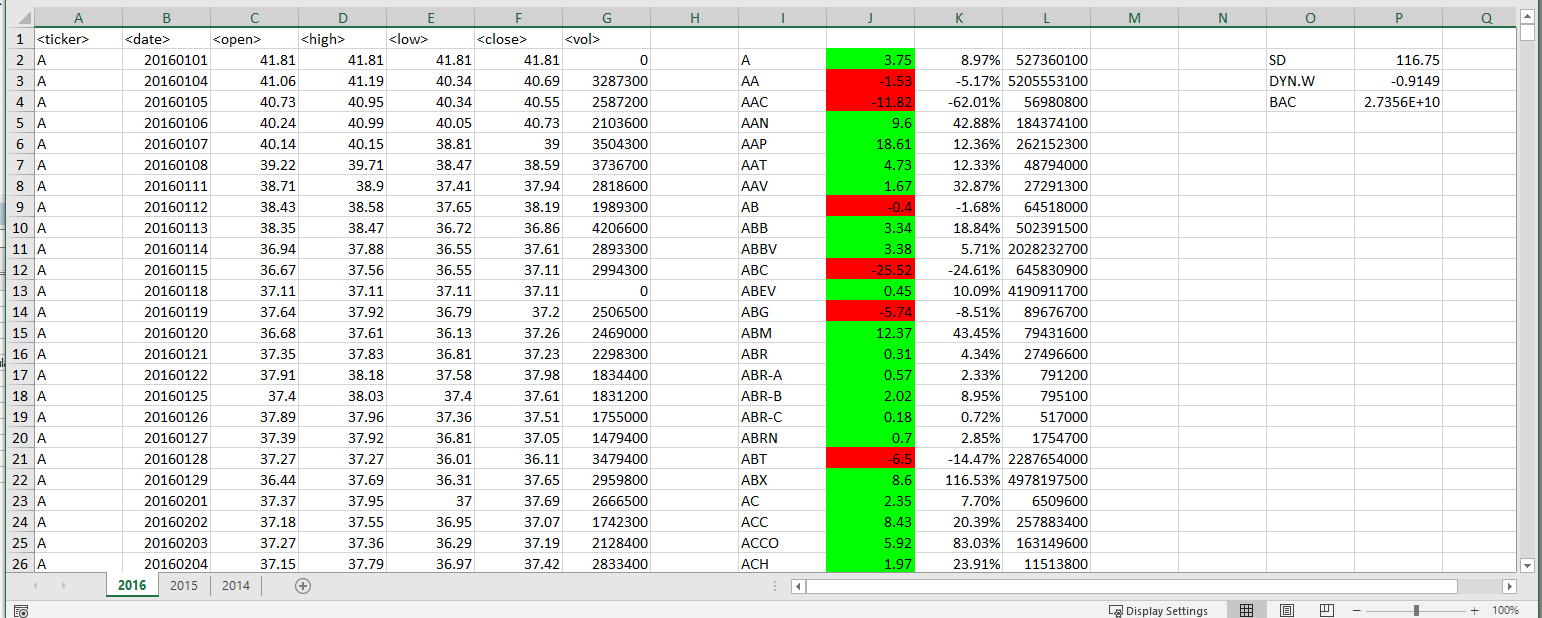 A B C D E F G H I J K L M N O P Q
1 <ticker> <date> <open> <high> <low> <close> <vol>
2 A 20160101 41.81 41.81 41.81 41.81 0 A 3.75 8.97% 527360100 SD 116.75
3 A 20160104 41.06 41.19 40.34 40.69 3287300 AA -1.53 -5.17% 5205553100 DYN.W -0.9149
4 A 20160105 40.73 40.95 40.34 40.55 2587200 AAC -11.82 -62.01% 56980800 BAC 2.7356E+10
5 A 20160106 40.24 40.99 40.05 40.73 2103600 AAN 9.6 42.88% 184374100
6 A 20160107 40.14 40.15 38.81 39 3504300 AAP 18.61 12.36% 262152300
7 A 20160108 39.22 39.71 38.47 38.59 3736700 AAT 4.73 12.33% 48794000
8 A 20160111 38.71 38.9 37.41 37.94 2818600 AAV 1.67 32.87% 27291300
9 A 20160112 38.43 38.58 37.65 38.19 1989300 AB -0.4 -1.68% 64518000
10 A 20160113 38.35 38.47 36.72 36.86 4206600 ABB 3.34 18.84% 502391500
11 A 20160114 36.94 37.88 36.55 37.61 2893300 ABBV 3.38 5.71% 2028232700
12 A 20160115 36.67 37.56 36.55 37.11 2994300 ABC -25.52 -24.61% 645830900
13 A 20160118 37.11 37.11 37.11 37.11 0 ABEV 0.45 10.09% 4190911700
14 A 20160119 37.64 37.92 36.79 37.2 2506500 ABG -5.74 -8.51% 89676700
15 A 20160120 36.68 37.61 36.13 37.26 2469000 ABM 12.37 43.45% 79431600
16 A 20160121 37.35 37.83 36.81 37.23 2298300 ABR 0.31 4.34% 27496600
17 A 20160122 37.91 38.18 37.58 37.98 1834400 ABR-A 0.57 2.33% 791200
18 A 20160125 37.4 38.03 37.4 37.61 1831200 ABR-B 2.02 8.95% 795100
19 A 20160126 37.89 37.96 37.36 37.51 1755000 ABR-C 0.18 0.72% 517000
20 A 20160127 37.39 37.92 36.81 37.05 1479400 ABRN 0.7 2.85% 1754700
21 A 20160128 37.27 37.27 36.01 36.11 3479400 ABT -6.5 -14.47% 2287654000
22 A 20160129 36.44 37.69 36.31 37.65 2959800 ABX 8.6 116.53% 4978197500
23 A 20160201 37.37 37.95 37 37.69 2666500 AC 2.35 7.70% 6509600
24 A 20160202 37.18 37.55 36.95 37.07 1742300 ACC 8.43 20.39% 257883400
25 A 20160203 37.27 37.36 36.29 37.19 2128400 ACCO 5.92 83.03% 163149600
26 A 20160204 37.15 37.79 36.97 37.42 2833400 ACH 1.97 23.91% 11513800
2016 2015 2014
Display Settings 100%